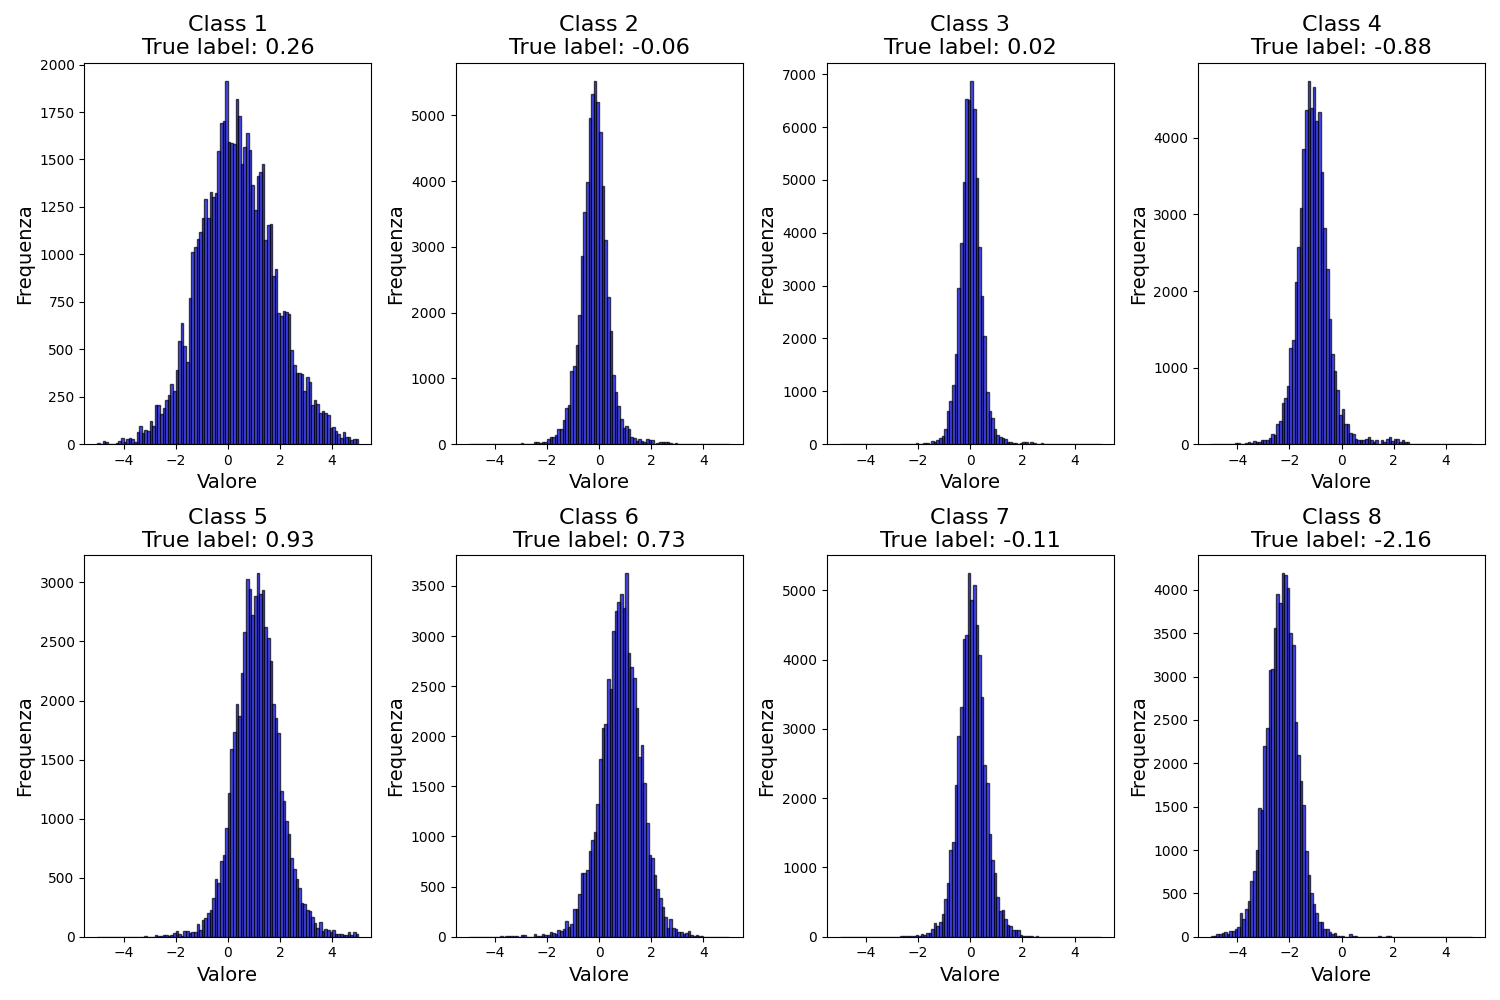 Class 1
True label: 0.26
Class 2
True label: -0.06
Class 3
True label: 0.02
Class 4
True label: -0.88
2000
1750
1500
1250
1000
750
500
250
0
Frequenza
−4 −2 0 2 4
Valore
5000
4000
3000
2000
1000
0
Frequenza
−4 −2 0 2 4
Valore
7000
6000
5000
4000
3000
2000
1000
0
Frequenza
−4 −2 0 2 4
Valore
4000
3000
2000
1000
0
Frequenza
−4 −2 0 2 4
Valore
Class 5
True label: 0.93
Class 6
True label: 0.73
Class 7
True label: -0.11
Class 8
True label: -2.16
3000
2500
2000
1500
1000
500
0
Frequenza
−4 −2 0 2 4
Valore
3500
3000
2500
2000
1500
1000
500
0
Frequenza
−4 −2 0 2 4
Valore
5000
4000
3000
2000
1000
0
Frequenza
−4 −2 0 2 4
Valore
4000
3500
3000
2500
2000
1500
1000
500
0
Frequenza
−4 −2 0 2 4
Valore